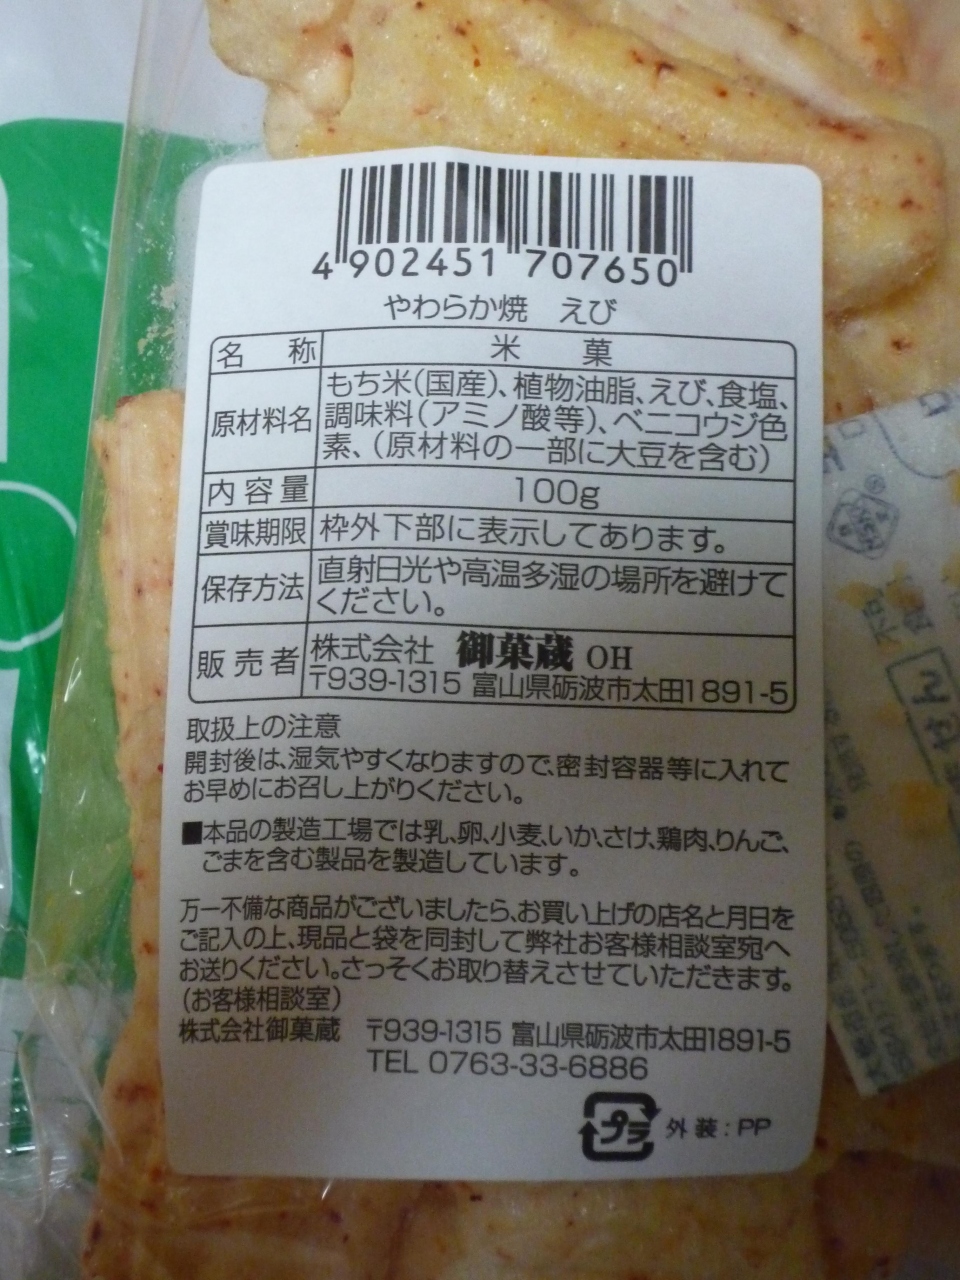 4902451 707650
やわらか焼 えび
名称 米菓
原材料名 もち米(国産)、植物油脂、えび、食塩、
調味料(アミノ酸等)、ベニコウジ色
素、(原材料の一部に大豆を含む)
内容量 100g
賞味期限 枠外下部に表示してあります。
保存方法 直射日光や高温多湿の場所を避けて
ください。
販売者 株式会社 御菓蔵 OH
〒939-1315 富山県砺波市太田1891-5
取扱上の注意
開封後は、湿気やすくなりますので、密封容器等に入れて
お早めにお召し上がりください。
■本品の製造工場では乳、卵、小麦、いか、さけ、鶏肉、りんご、
ごまを含む製品を製造しています。
万一不備な商品がございましたら、お買い上げの店名と月日を
ご記入の上、現品と袋を同封して弊社お客様相談室宛へ
お送りください。さっそくお取り替えさせていただきます。
(お客様相談室)
株式会社御菓蔵 〒939-1315 富山県砺波市太田1891-5
TEL 0763-33-6886
プラ 外装:PP